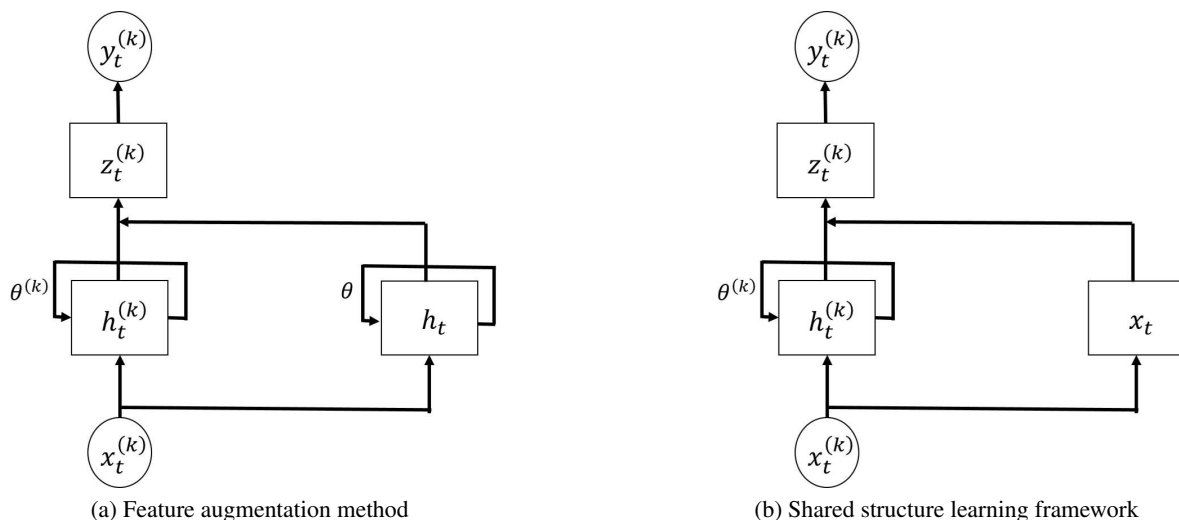 y_t^(k) y_t^(k)
z_t^(k) z_t^(k)
θ^(k) θ θ^(k)
h_t^(k) h_t h_t^(k) x_t
x_t^(k) x_t^(k)
(a) Feature augmentation method (b) Shared structure learning framework